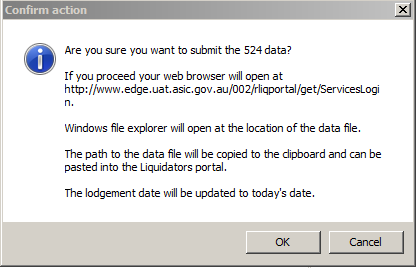 Confirm action
Are you sure you want to submit the 524 data?
If you proceed your web browser will open at
http://www.edge.uat.asic.gov.au/002/rliqportal/get/ServicesLogi
n.
Windows file explorer will open at the location of the data file.
The path to the data file will be copied to the clipboard and can be
pasted into the Liquidators portal.
The lodgement date will be updated to today's date.
OK
Cancel